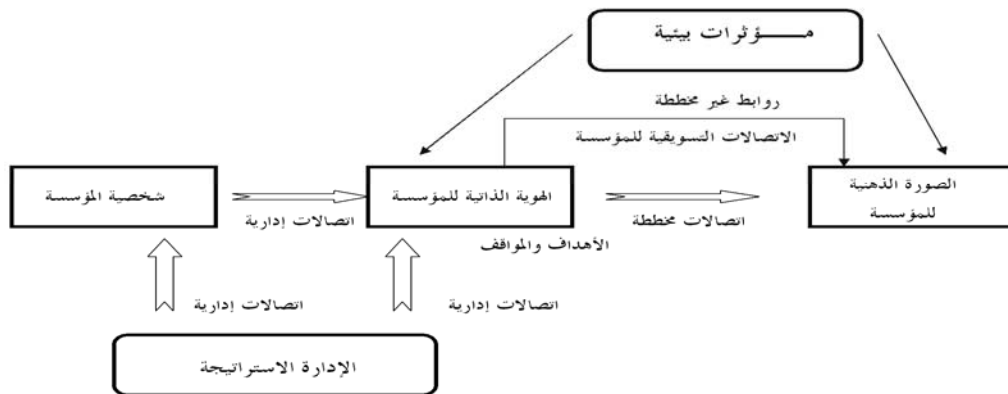 مـــــؤثرات بيئية
روابط غير مخططة
الاتصالات التسويقية للمؤسسة
الصورة الذهنية
للمؤسسة
الهوية الذاتية للمؤسسة
شخصية المؤسسة
اتصالات مخططة
اتصالات إدارية
الأهداف والمواقف
اتصالات إدارية
اتصالات إدارية
الإدارة الاستراتيجة